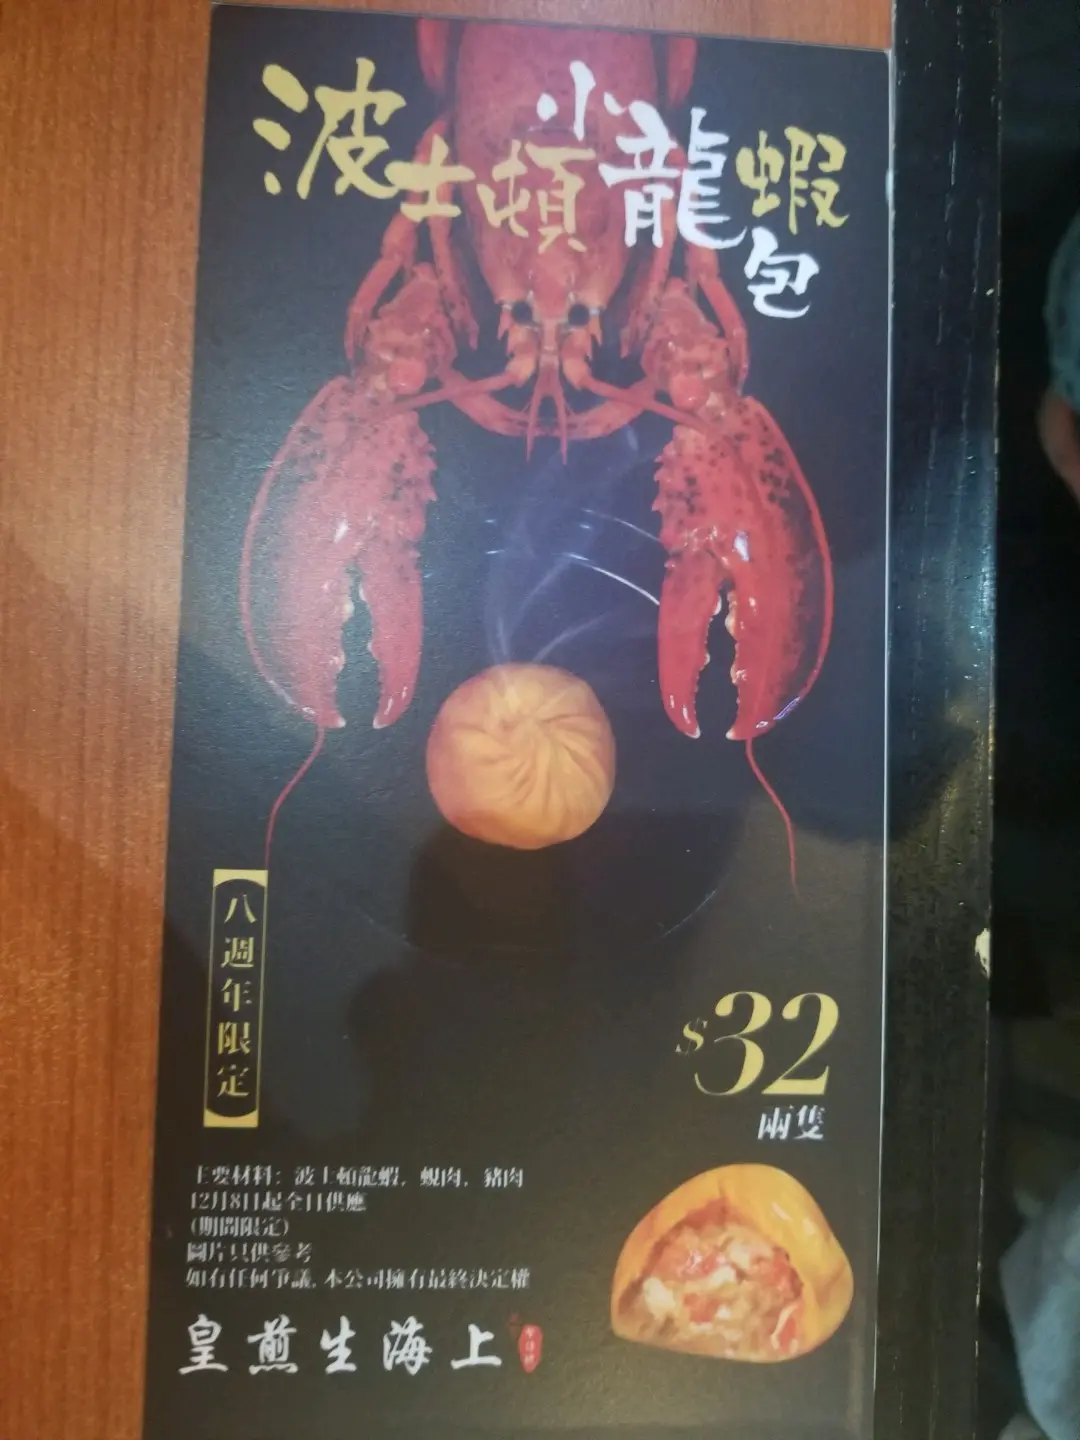 波士頓小龍蝦包
八週年限定
$32
兩隻
主要材料：波士頓龍蝦，蜆肉，豬肉
12月8日起全日供應
(期間限定)
圖片只供參考
如有任何爭議,本公司擁有最終決定權
皇煎生海上